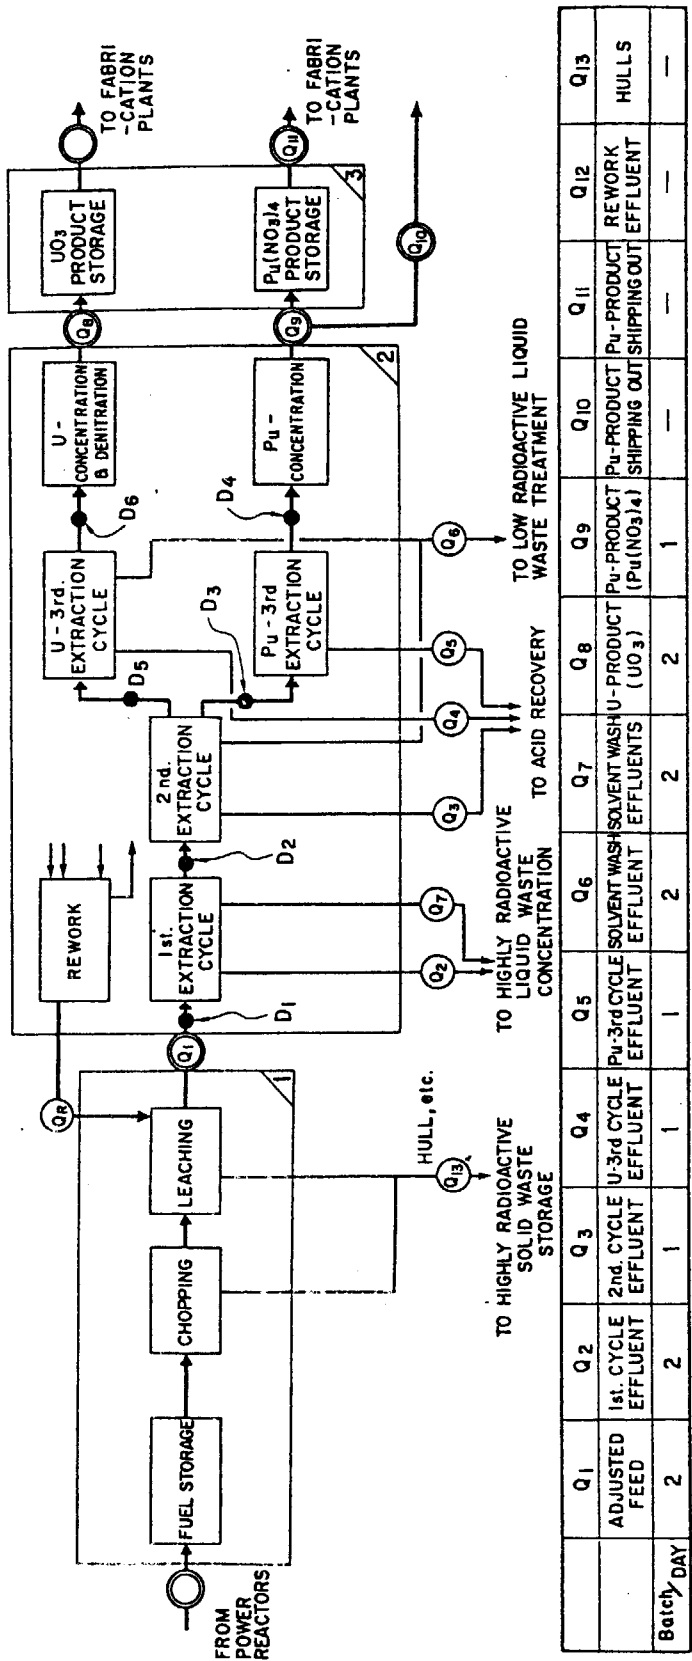 FROM
POWER
REACTORS
FUEL STORAGE
CHOPPING
LEACHING
1
QR
Q1
HULL, etc.
Q13
TO HIGHLY RADIOACTIVE
SOLID WASTE
STORAGE
REWORK
D1
1st.
EXTRACTION
CYCLE
D2
2nd.
EXTRACTION
CYCLE
D5
D3
U-3rd.
EXTRACTION
CYCLE
Pu-3rd
EXTRACTION
CYCLE
D6
D4
U-
CONCENTRATION
& DENITRATION
Pu-
CONCENTRATION
2
Q2
Q7
TO HIGHLY RADIOACTIVE
LIQUID WASTE
CONCENTRATION
Q3
Q4
Q5
TO ACID RECOVERY
Q6
TO LOW RADIOACTIVE LIQUID
WASTE TREATMENT
Q8
Q9
UO3
PRODUCT
STORAGE
Pu(NO3)4
PRODUCT
STORAGE
3
Q11
Q10
TO FABRI
-CATION
PLANTS
TO FABRI
-CATION
PLANTS
Q1 Q2 Q3 Q4 Q5 Q6 Q7 Q8 Q9 Q10 Q11 Q12 Q13
ADJUSTED 1st. CYCLE 2nd. CYCLE U-3rd CYCLE Pu-3rd CYCLE SOLVENT WASH SOLVENT WASH U-PRODUCT Pu-PRODUCT Pu-PRODUCT Pu-PRODUCT REWORK HULLS
FEED EFFLUENT EFFLUENT EFFLUENT EFFLUENT EFFLUENT EFFLUENTS (UO3) (Pu(NO3)4) SHIPPING OUT SHIPPING OUT EFFLUENT
Batch/DAY 2 2 1 1 1 2 2 2 1 — — — —